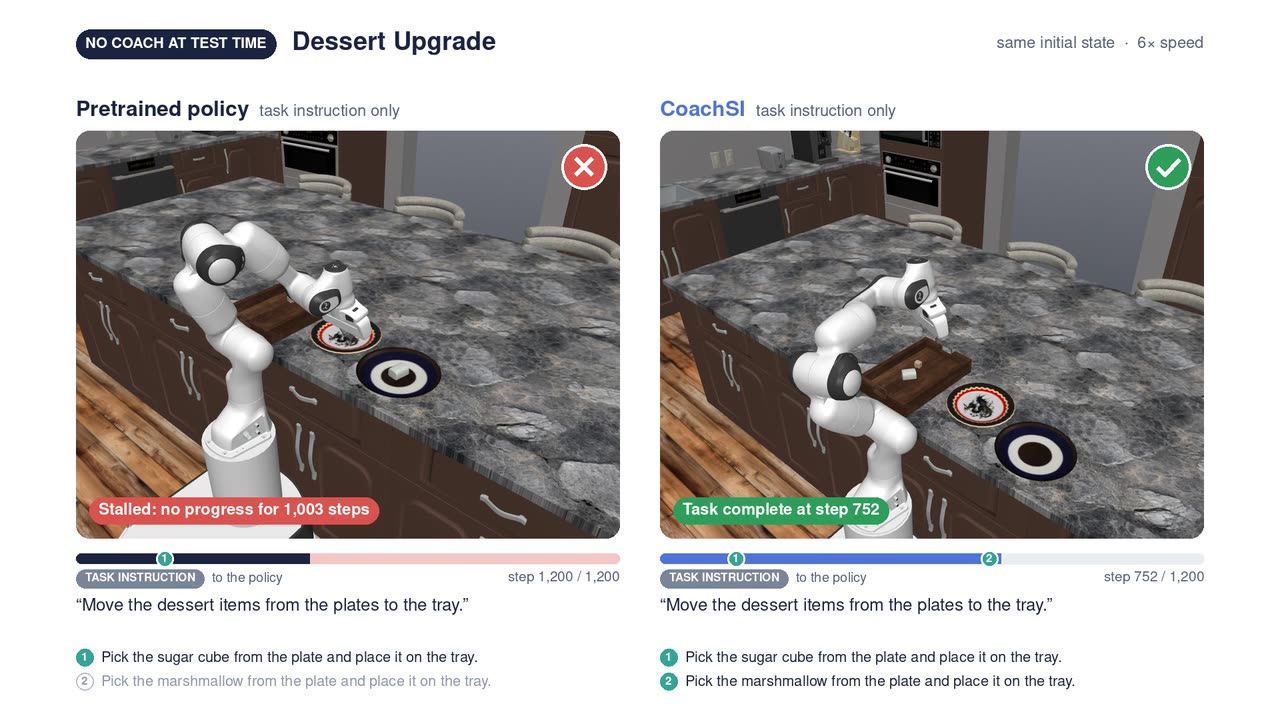 NO COACH AT TEST TIME Dessert Upgrade same initial state · 6× speed
Pretrained policy task instruction only
Stalled: no progress for 1,003 steps
1
TASK INSTRUCTION to the policy step 1,200 / 1,200
“Move the dessert items from the plates to the tray.”
1 Pick the sugar cube from the plate and place it on the tray.
2 Pick the marshmallow from the plate and place it on the tray.
CoachSI task instruction only
Task complete at step 752
1 2
TASK INSTRUCTION to the policy step 752 / 1,200
“Move the dessert items from the plates to the tray.”
1 Pick the sugar cube from the plate and place it on the tray.
2 Pick the marshmallow from the plate and place it on the tray.